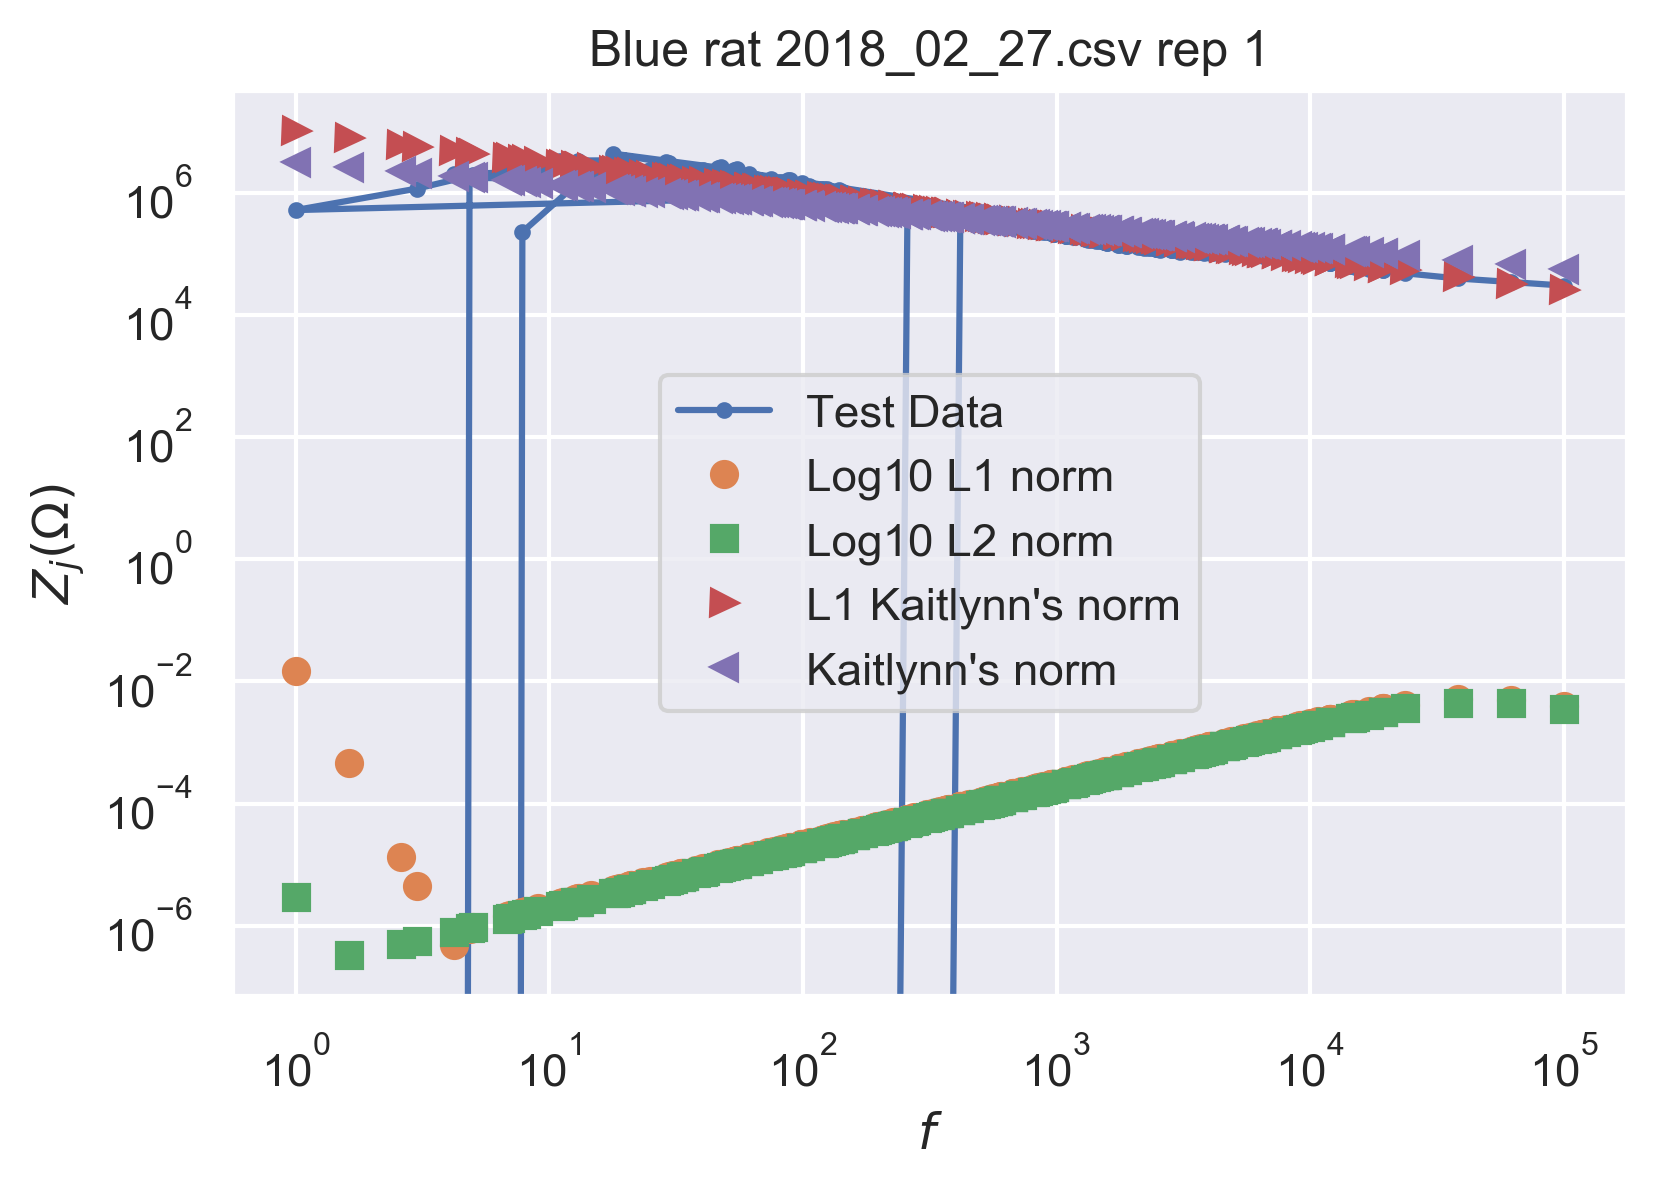 Blue rat 2018_02_27.csv rep 1
10^6
10^4
10^2
10^0
10^−2
10^−4
10^−6
Z_j(Ω)
Test Data
Log10 L1 norm
Log10 L2 norm
L1 Kaitlynn's norm
Kaitlynn's norm
10^0 10^1 10^2 10^3 10^4 10^5
f